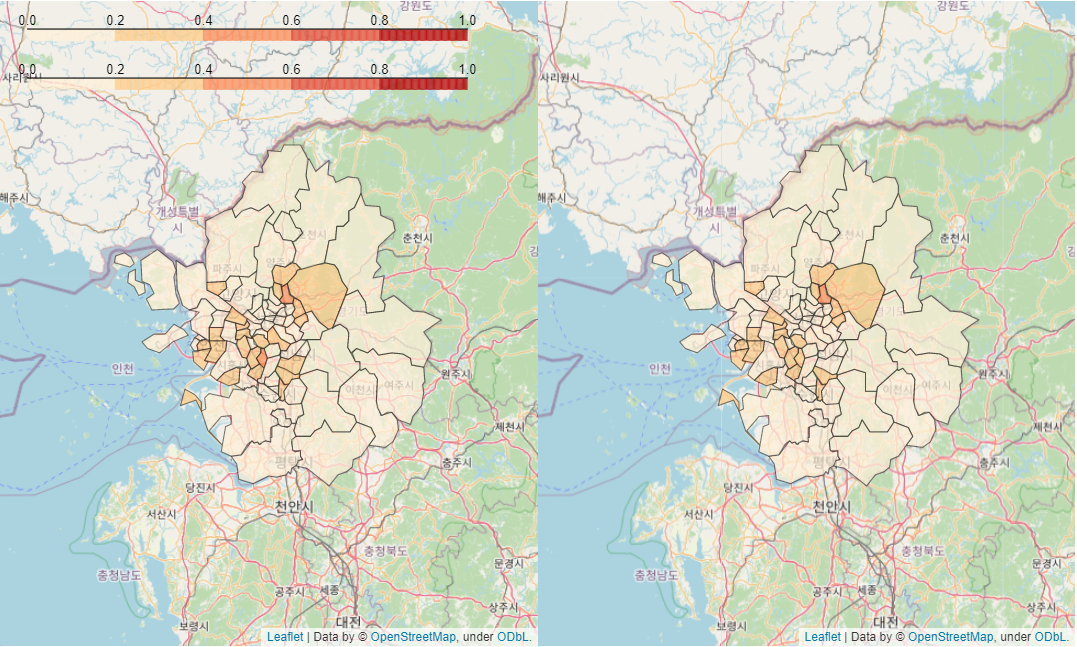 강원도
강원도
0.0 0.2 0.4 0.6 0.8 1.0
0.0 0.2 0.4 0.6 0.8 1.0
사리원시
사리원시
해주시
해주시
개성특별
시
개성특별
시
춘천시
춘천시
파주시
파주시
인천
인천
이천시
여주시
이천시
여주시
원주시
원주시
제천시
제천시
평택시
평택시
충주시
충주시
당진시
당진시
서산시
서산시
천안시
천안시
충청북도
충청북도
문경시
문경시
충청남도
충청남도
공주시
세종
공주시
세종
상주시
상주시
보령시
대전
보령시
대전
Leaflet | Data by © OpenStreetMap, under ODbL.
Leaflet | Data by © OpenStreetMap, under ODbL.